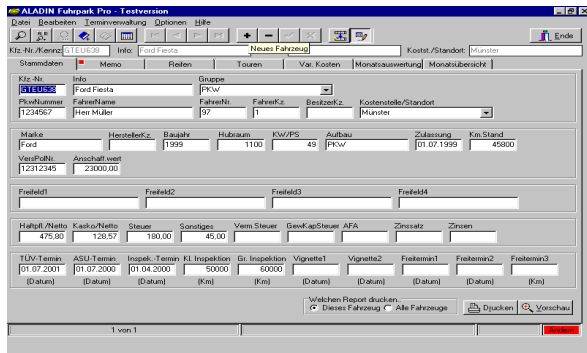 ALADIN Fuhrpark Pro - Testversion
Datei Bearbeiten Terminverwaltung Optionen Hilfe
Ende
Neues Fahrzeug
Kfz.-Nr./Kennz: GTEU638 Info: Ford Fiesta Kostst./Standort: Münster
Stammdaten Memo Reifen Touren Var. Kosten Monatsauswertung Monatsübersicht
Kfz.-Nr. Info Gruppe
GTEU638 Ford Fiesta PKW
PkwNummer FahrerName FahrerNr. FahrerKz. BesitzerKz. Kostenstelle/Standort
1234567 Herr Müller 97 1 Münster
Marke HerstellerKz. Baujahr Hubraum KW/PS Aufbau Zulassung Km.Stand
Ford 1999 1100 49 PKW 01.07.1999 45800
VersPolNr. Anschaff.wert
12312345 23000,00
Freifeld1 Freifeld2 Freifeld3 Freifeld4
Haftpfl./Netto Kasko/Netto Steuer Sonstiges Verm.Steuer GewKapSteuer AFA Zinssatz Zinsen
475,80 128,57 180,00 45,00
TÜV-Termin ASU-Termin Inspek.-Termin Kl. Inspektion Gr. Inspektion Vignette1 Vignette2 Freitermin1 Freitermin2 Freitermin3
01.07.2001 01.07.2000 01.04.2000 50000 60000
(Datum) (Datum) (Datum) (Km) (Km) (Datum) (Datum) (Datum) (Datum) (Km)
Welchen Report drucken..
Dieses Fahrzeug Alle Fahrzeuge Drucken Vorschau
1 von 1 Ändern